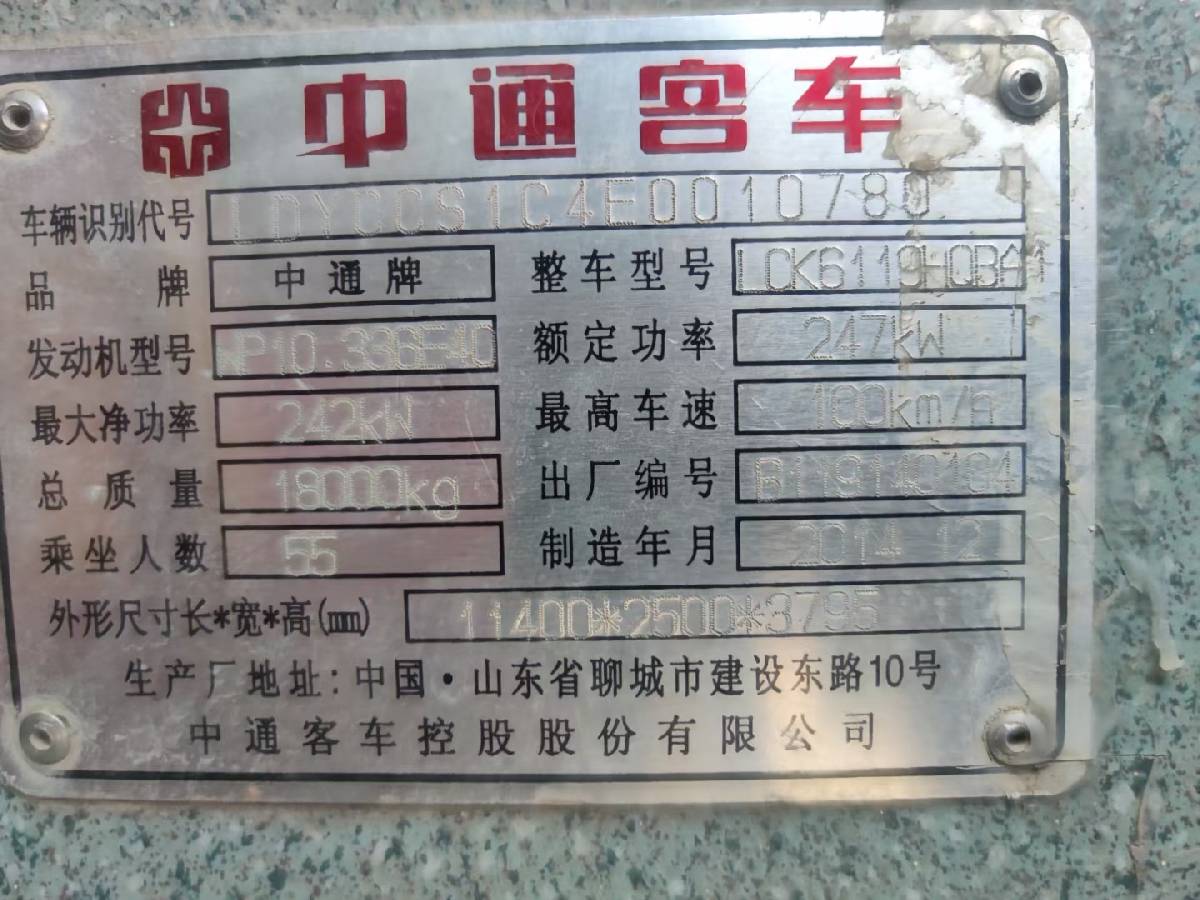 中通客车
车辆识别代号 LDYCCS1C4E0010780
品牌 中通牌 整车型号 LCK6119HQBA1
发动机型号 WP10.336E40 额定功率 247kW
最大净功率 242kW 最高车速 100km/h
总质量 18000kg 出厂编号
乘坐人数 55 制造年月 2014 12
外形尺寸长*宽*高(mm) 11400*2500*3795
生产厂地址:中国·山东省聊城市建设东路10号
中通客车控股股份有限公司